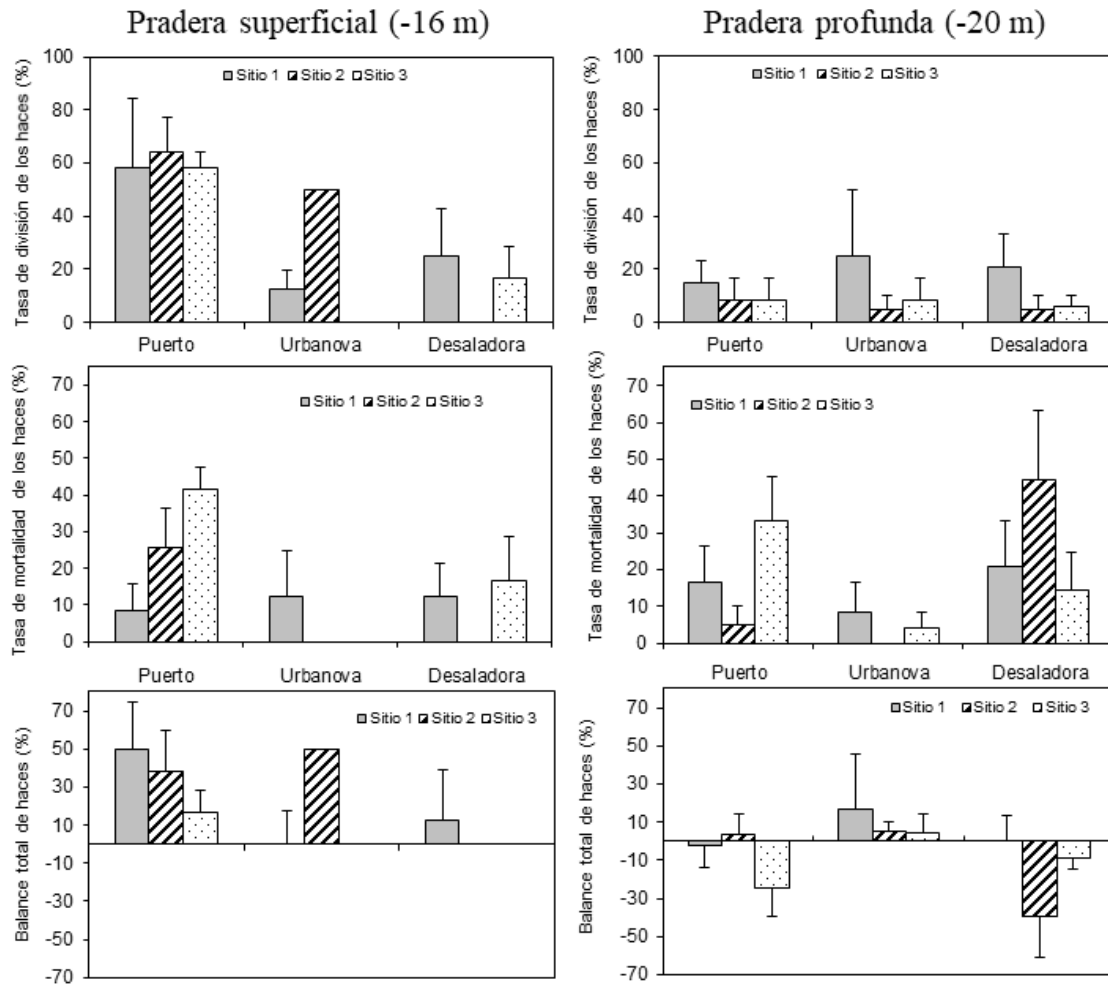 Pradera superficial (-16 m)
Pradera profunda (-20 m)
Tasa de división de los haces (%)
100
80
60
40
20
0
Sitio 1 Sitio 2 Sitio 3
Puerto Urbanova Desaladora
Tasa de división de los haces (%)
100
80
60
40
20
0
Sitio 1 Sitio 2 Sitio 3
Puerto Urbanova Desaladora
Tasa de mortalidad de los haces (%)
70
60
50
40
30
20
10
0
Sitio 1 Sitio 2 Sitio 3
Puerto Urbanova Desaladora
Tasa de mortalidad de los haces (%)
70
60
50
40
30
20
10
0
Sitio 1 Sitio 2 Sitio 3
Puerto Urbanova Desaladora
Balance total de haces (%)
70
50
30
10
-10
-30
-50
-70
Sitio 1 Sitio 2 Sitio 3
Balance total de haces (%)
70
50
30
10
-10
-30
-50
-70
Sitio 1 Sitio 2 Sitio 3